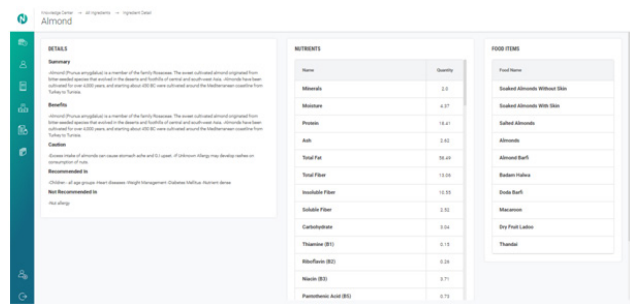 Knowledge Center → All Ingredients → Ingredient Detail
Almond
DETAILS
Summary
-Almond (Prunus amygdalus) is a member of the family Rosaceae. The sweet cultivated almond originated from
bitter-seeded species that evolved in the deserts and foothills of central and south-west Asia. -Almonds have been
cultivated for over 4,000 years, and starting about 450 BC were cultivated around the Mediterranean coastline from
Turkey to Tunisia.
Benefits
-Almond (Prunus amygdalus) is a member of the family Rosaceae. The sweet cultivated almond originated from
bitter-seeded species that evolved in the deserts and foothills of central and south-west Asia. -Almonds have been
cultivated for over 4,000 years, and starting about 450 BC were cultivated around the Mediterranean coastline from
Turkey to Tunisia.
Caution
-Excess intake of almonds can cause stomach ache and G.I upset. -If Unknown Allergy may develop rashes on
consumption of nuts.
Recommended In
-Children - all age groups -Heart diseases -Weight Management -Diabetes Mellitus -Nutrient dense
Not Recommended In
-Nut allergy
NUTRIENTS
Name Quantity
Minerals 2.5
Moisture 4.37
Protein 18.41
Ash 2.62
Total Fat 58.49
Total Fiber 13.06
Insoluble Fiber 10.55
Soluble Fiber 2.52
Carbohydrate 3.04
Thiamine (B1) 0.15
Riboflavin (B2) 0.26
Niacin (B3) 3.71
Pantothenic Acid (B5) 0.73
FOOD ITEMS
Food Name
Soaked Almonds Without Skin
Soaked Almonds With Skin
Salted Almonds
Almonds
Almond Barfi
Badam Halwa
Doda Barfi
Macaroon
Dry Fruit Ladoo
Thandai